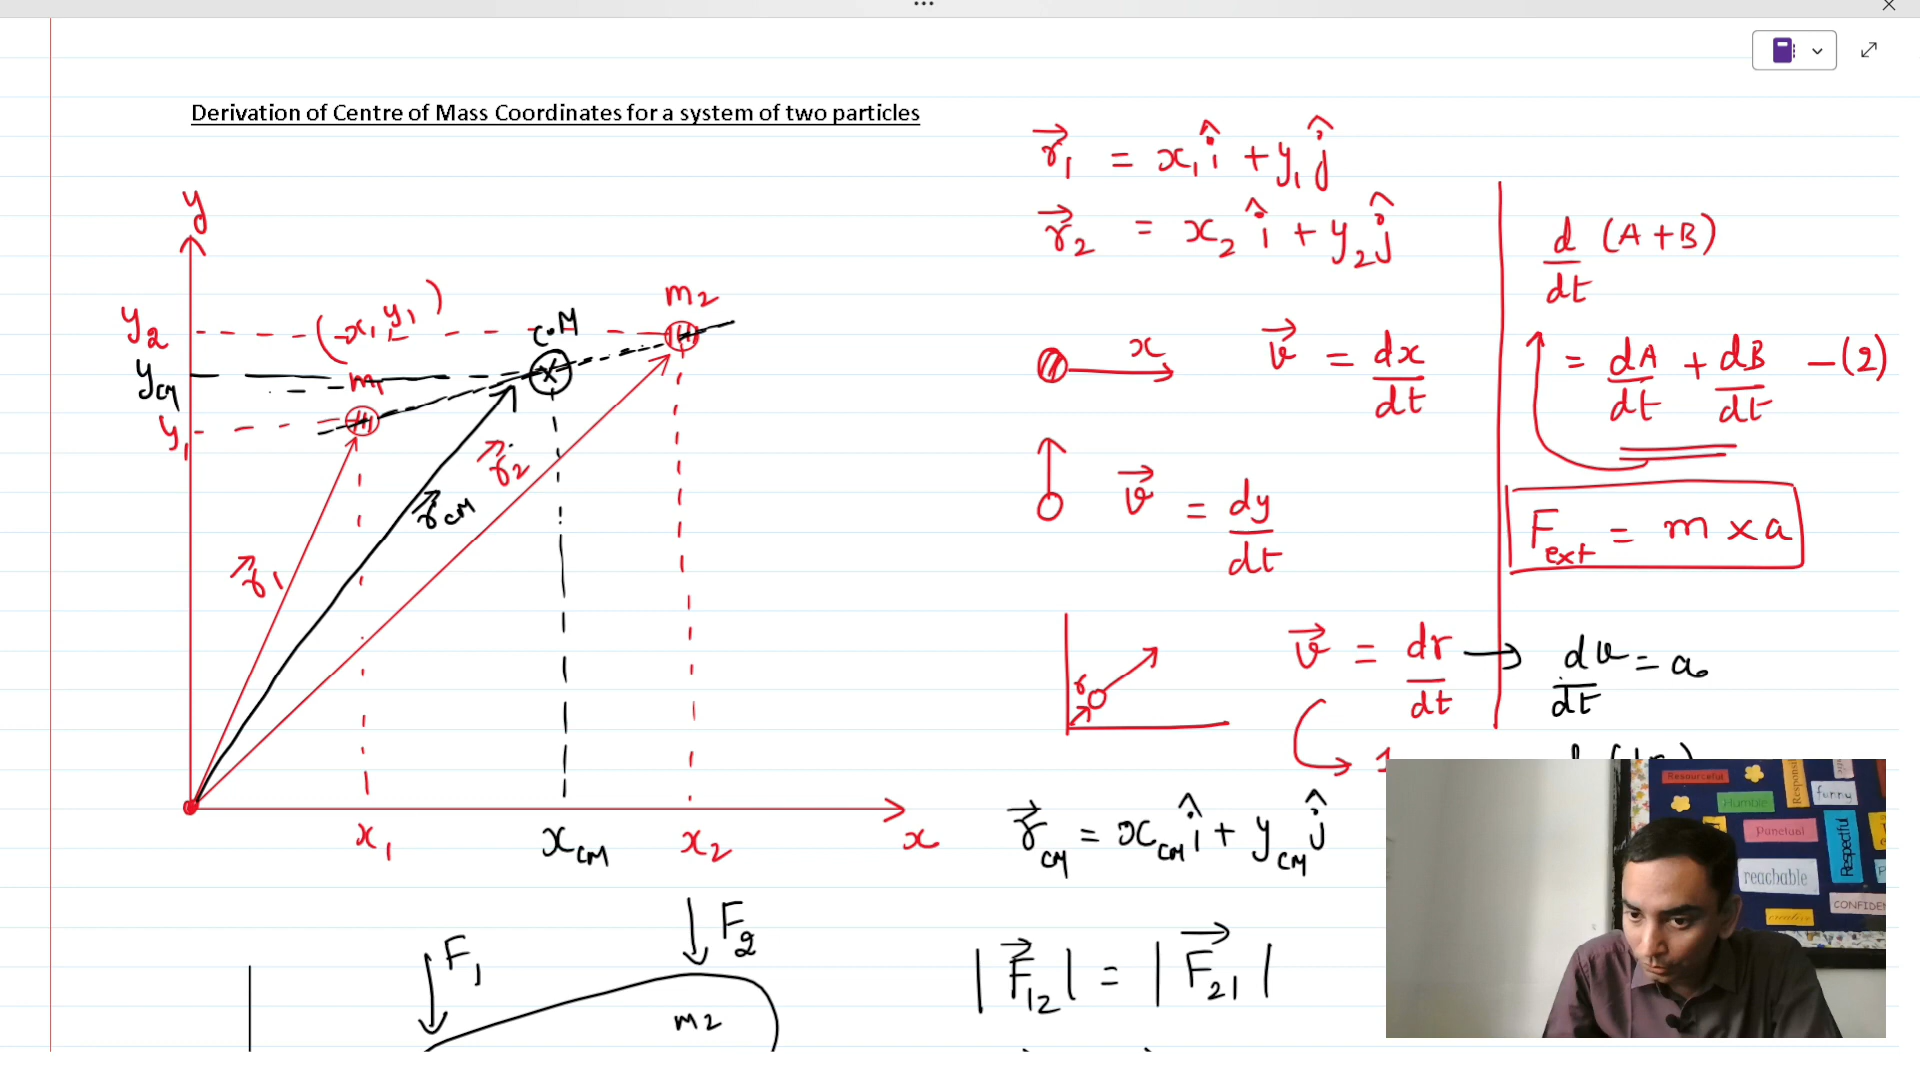 Derivation of Centre of Mass Coordinates for a system of two particles
y
y₂
y_CM
y₁
(x₁, y₁)
m₁
C.M
m₂
r⃗₁
r⃗_CM
r⃗₂
x₁
x_CM
x₂
x
F₁
F₂
m₂
r⃗₁ = x₁î + y₁ĵ
r⃗₂ = x₂î + y₂ĵ
x
v⃗ = dx/dt
v⃗ = dy/dt
r
v⃗ = dr/dt → dv/dt = a
r⃗_CM = x_CM î + y_CM ĵ
|F⃗₁₂| = |F⃗₂₁|
d/dt (A+B)
= dA/dt + dB/dt – (2)
F_ext = m × a
Resourceful
Humble
Punctual
reachable
Respectful
funny
CONFIDEN
creative